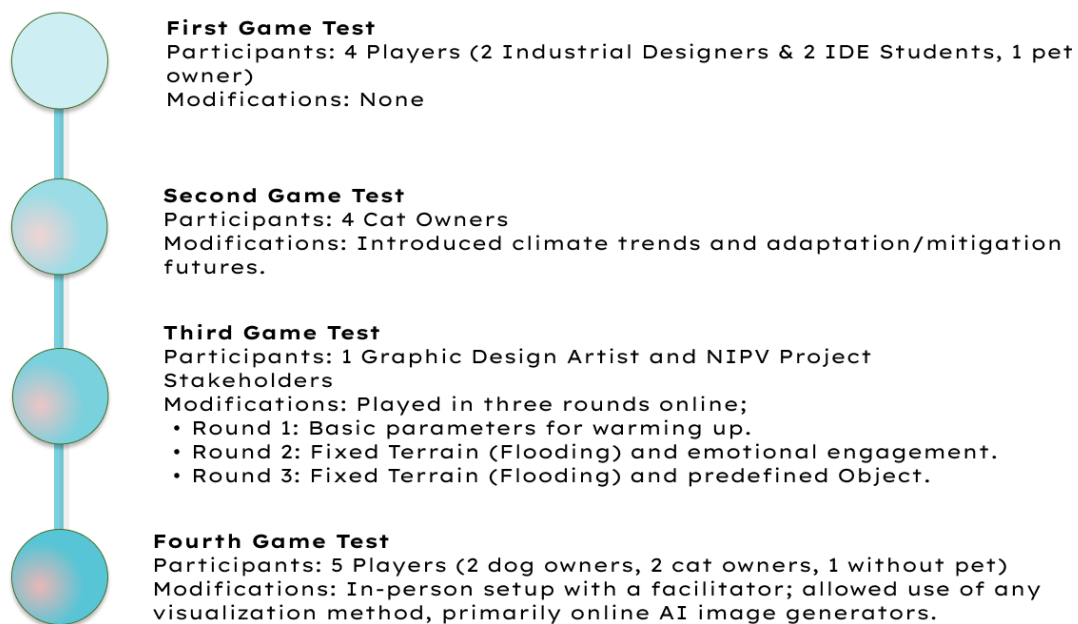 First Game Test
Participants: 4 Players (2 Industrial Designers & 2 IDE Students, 1 pet
owner)
Modifications: None
Second Game Test
Participants: 4 Cat Owners
Modifications: Introduced climate trends and adaptation/mitigation
futures.
Third Game Test
Participants: 1 Graphic Design Artist and NIPV Project
Stakeholders
Modifications: Played in three rounds online;
• Round 1: Basic parameters for warming up.
• Round 2: Fixed Terrain (Flooding) and emotional engagement.
• Round 3: Fixed Terrain (Flooding) and predefined Object.
Fourth Game Test
Participants: 5 Players (2 dog owners, 2 cat owners, 1 without pet)
Modifications: In-person setup with a facilitator; allowed use of any
visualization method, primarily online AI image generators.